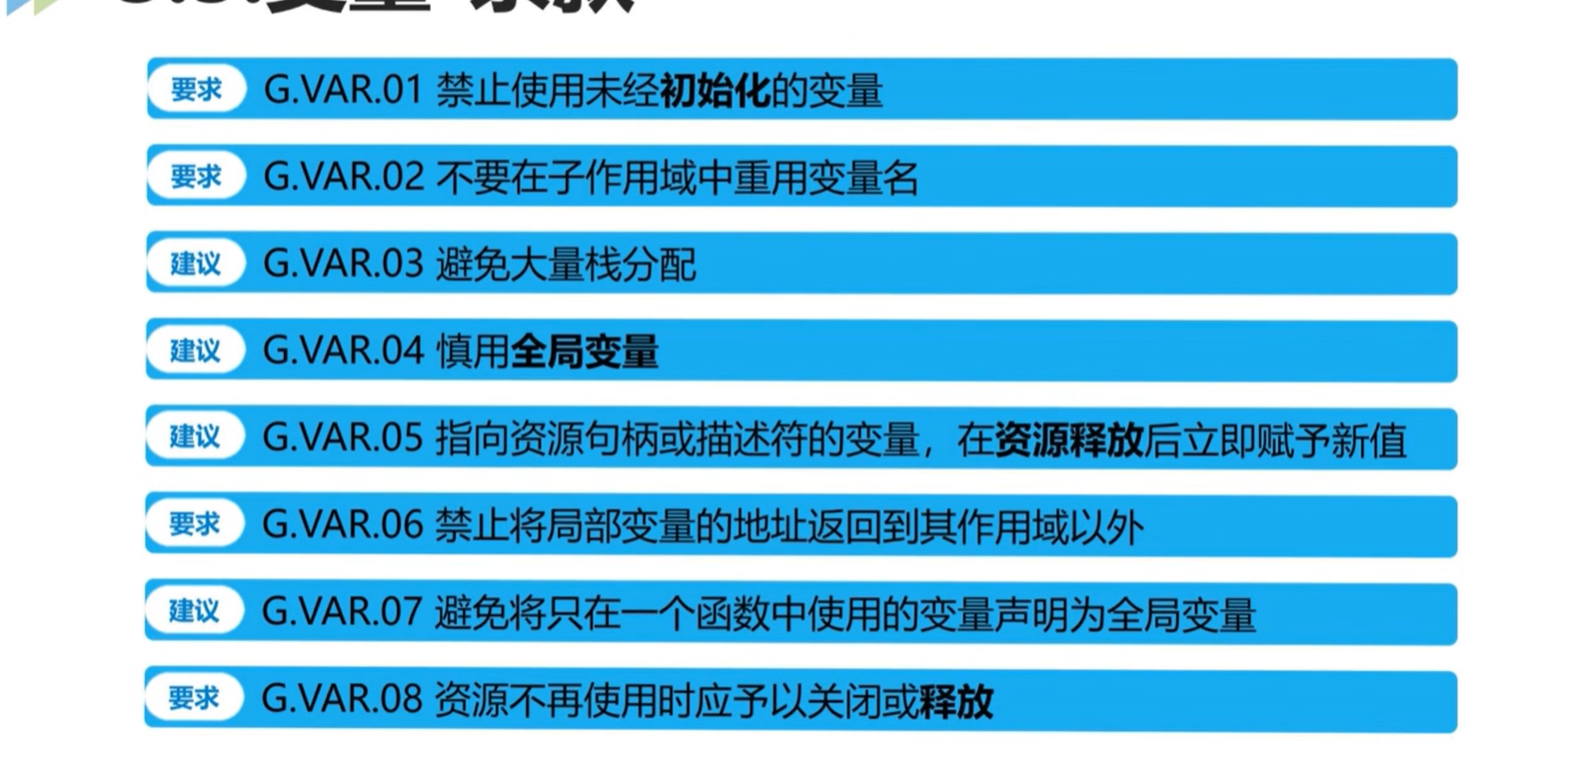 变量
要求 G.VAR.01 禁止使用未经初始化的变量
要求 G.VAR.02 不要在子作用域中重用变量名
建议 G.VAR.03 避免大量栈分配
建议 G.VAR.04 慎用全局变量
建议 G.VAR.05 指向资源句柄或描述符的变量，在资源释放后立即赋予新值
要求 G.VAR.06 禁止将局部变量的地址返回到其作用域以外
建议 G.VAR.07 避免将只在一个函数中使用的变量声明为全局变量
要求 G.VAR.08 资源不再使用时应予以关闭或释放